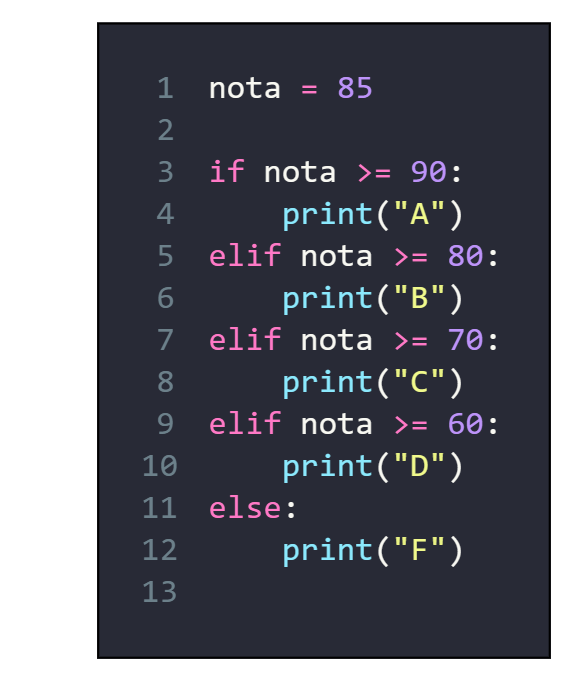 1 nota = 85
2
3 if nota >= 90:
4     print("A")
5 elif nota >= 80:
6     print("B")
7 elif nota >= 70:
8     print("C")
9 elif nota >= 60:
10     print("D")
11 else:
12     print("F")
13